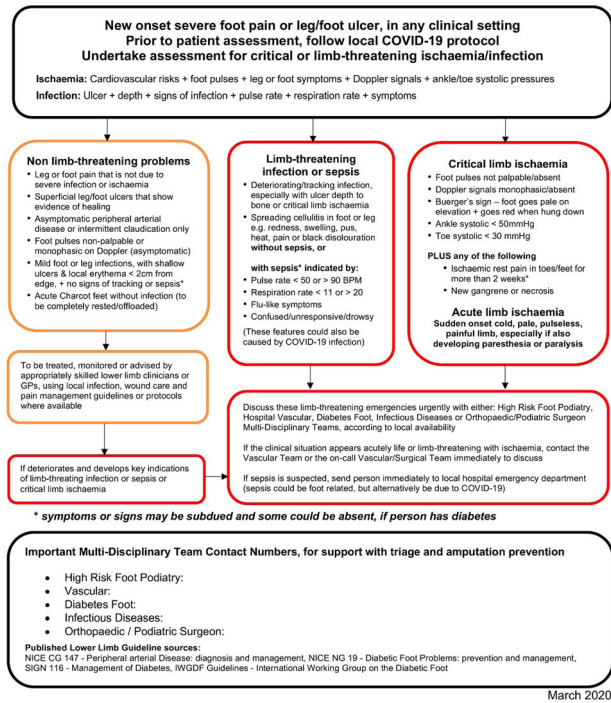 New onset severe foot pain or leg/foot ulcer, in any clinical setting
Prior to patient assessment, follow local COVID-19 protocol
Undertake assessment for critical or limb-threatening ischaemia/infection
Ischaemia: Cardiovascular risks + foot pulses + leg or foot symptoms + Doppler signals + ankle/toe systolic pressures
Infection: Ulcer + depth + signs of infection + pulse rate + respiration rate + symptoms
Non limb-threatening problems
• Leg or foot pain that is not due to
severe infection or ischaemia
• Superficial leg/foot ulcers that show
evidence of healing
• Asymptomatic peripheral arterial
disease or intermittent claudication only
• Foot pulses non-palpable or
monophasic on Doppler (asymptomatic)
• Mild foot or leg infections, with shallow
ulcers & local erythema < 2cm from
edge, + no signs of tracking or sepsis*
• Acute Charcot feet without infection (to
be completely rested/offloaded)
Limb-threatening
infection or sepsis
• Deteriorating/tracking infection,
especially with ulcer depth to
bone or critical limb ischaemia
• Spreading cellulitis in foot or leg
e.g. redness, swelling, pus,
heat, pain or black disolouration
without sepsis, or
with sepsis* indicated by:
• Pulse rate < 50 or > 90 BPM
• Respiration rate < 11 or > 20
• Flu-like symptoms
• Confused/unresponsive/drowsy
(These features could also be
caused by COVID-19 infection)
Critical limb ischaemia
• Foot pulses not palpable/absent
• Doppler signals monophasic/absent
• Buerger's sign – foot goes pale on
elevation + goes red when hung down
• Ankle systolic < 50mmHg
• Toe systolic < 30 mmHg
PLUS any of the following
• Ischaemic rest pain in toes/feet for
more than 2 weeks*
• New gangrene or necrosis
Acute limb ischaemia
Sudden onset cold, pale, pulseless,
painful limb, especially if also
developing paresthesia or paralysis
To be treated, monitored or advised by
appropriately skilled lower limb clinicians or
GPs, using local infection, wound care and
pain management guidelines or protocols
where available
If deteriorates and develops key indications
of limb-threating infection or sepsis or
critical limb ischaemia
Discuss these limb-threatening emergencies urgently with either: High Risk Foot Podiatry,
Hospital Vascular, Diabetes Foot, Infectious Diseases or Orthopaedic/Podiatric Surgeon
Multi-Disciplinary Teams, according to local availability
If the clinical situation appears acutely life or limb-threatening with ischaemia, contact the
Vascular Team or the on-call Vascular/Surgical Team immediately to discuss
If sepsis is suspected, send person immediately to local hospital emergency department
(sepsis could be foot related, but alternatively be due to COVID-19)
* symptoms or signs may be subdued and some could be absent, if person has diabetes
Important Multi-Disciplinary Team Contact Numbers, for support with triage and amputation prevention
• High Risk Foot Podiatry:
• Vascular:
• Diabetes Foot:
• Infectious Diseases:
• Orthopaedic / Podiatric Surgeon:
Published Lower Limb Guideline sources:
NICE CG 147 - Peripheral arterial Disease: diagnosis and management, NICE NG 19 - Diabetic Foot Problems: prevention and management,
SIGN 116 - Management of Diabetes, IWGDF Guidelines - International Working Group on the Diabetic Foot
March 2020